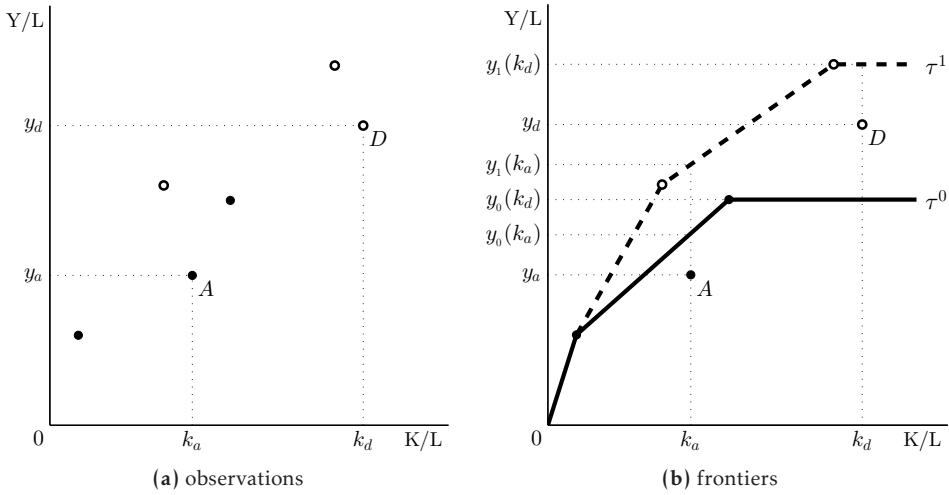 Y/L
y_d
D
y_a
A
0
k_a
k_d
K/L
(a) observations
Y/L
y_1(k_d)
τ^1
y_d
D
y_1(k_a)
y_0(k_d)
τ^0
y_0(k_a)
y_a
A
0
k_a
k_d
K/L
(b) frontiers